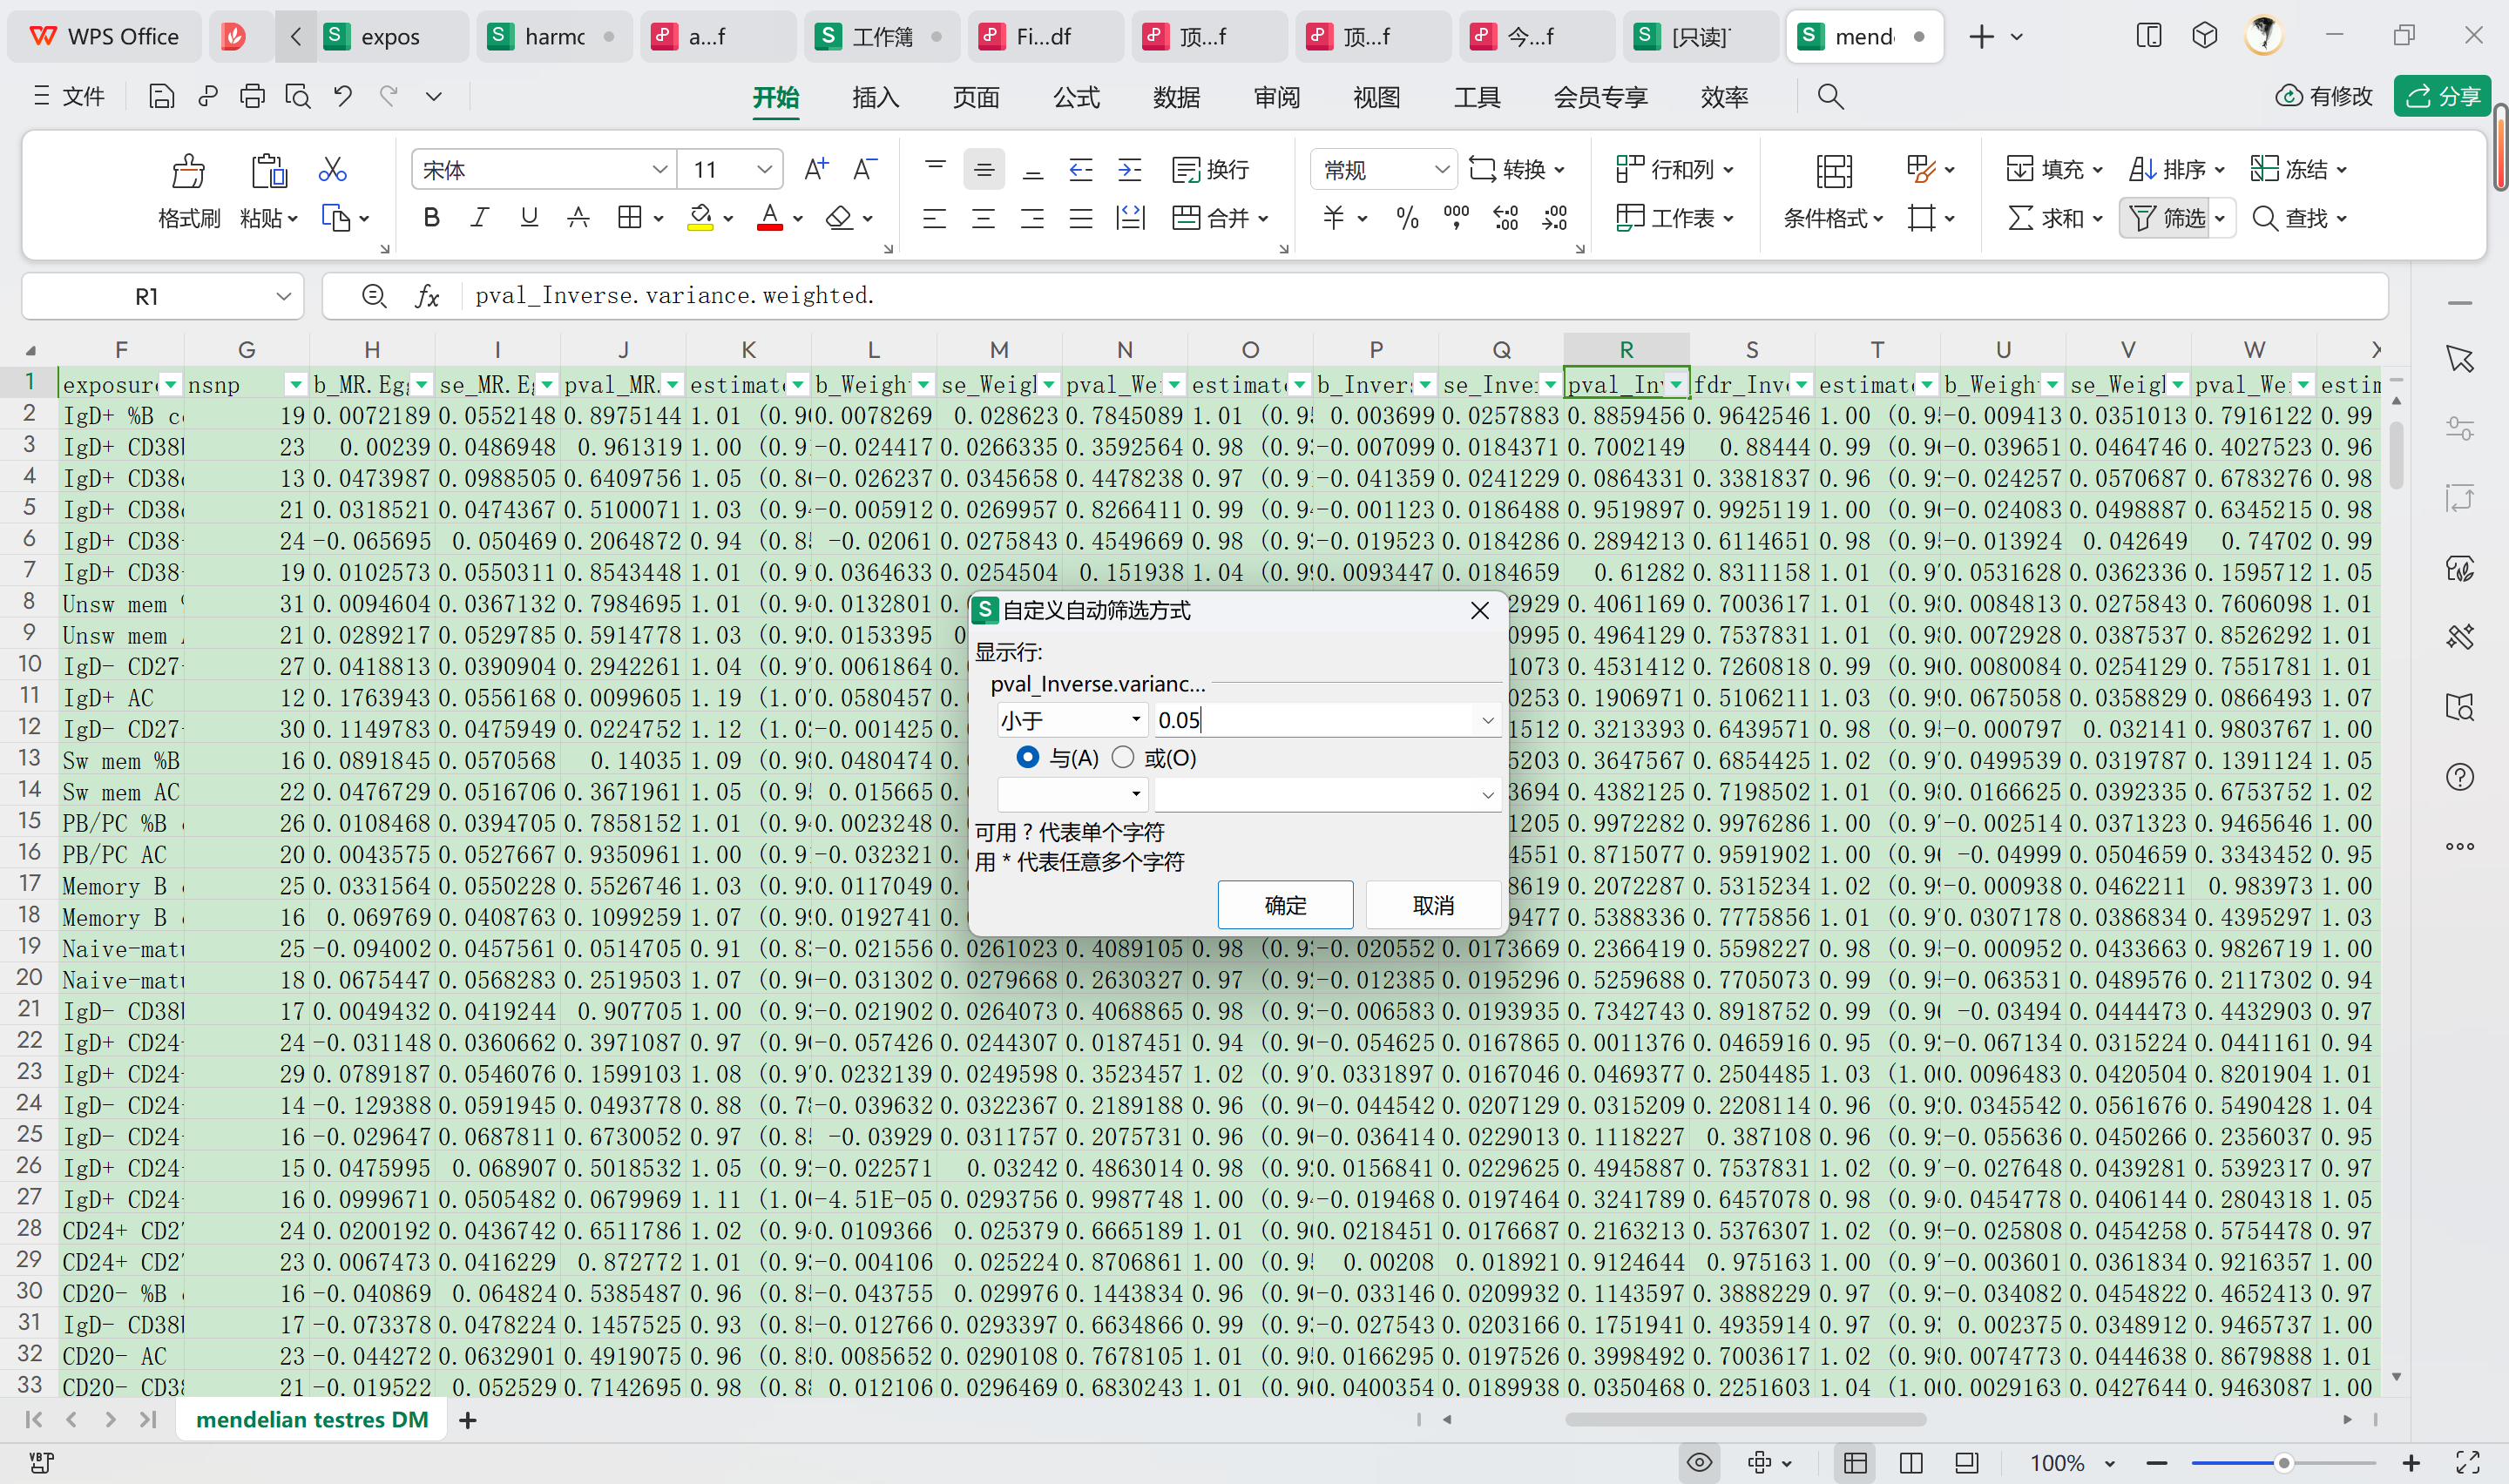 WPS Office expos harmc a...f 工作簿 Fi...df 顶...f 顶...f 今...f [只读] mend
文件 开始 插入 页面 公式 数据 审阅 视图 工具 会员专享 效率 有修改 分享
宋体 11 换行 常规 转换 行和列 填充 排序 冻结
格式刷 粘贴 合并 工作表 条件格式 求和 筛选 查找
R1 fx pval_Inverse.variance.weighted.
F G H I J K L M N O P Q R S T U V W X
1 exposure nsnp b_MR.Eg se_MR.Eg pval_MR. estimate b_Weigh se_Weigh pval_We estimate b_Inver se_Inve pval_Inv fdr_Inve estimate b_Weigh se_Weigh pval_We estim
2 IgD+ %B c 19 0.0072189 0.0552148 0.8975144 1.01 (0.9 0.0078269 0.028623 0.7845089 1.01 (0.9 0.003699 0.0257883 0.8859456 0.9642546 1.00 (0.9 -0.009413 0.0351013 0.7916122 0.99
3 IgD+ CD38 23 0.00239 0.0486948 0.961319 1.00 (0.9 -0.024417 0.0266335 0.3592564 0.98 (0.9 -0.007099 0.0184371 0.7002149 0.88444 0.99 (0.9 -0.039651 0.0464746 0.4027523 0.96
4 IgD+ CD38 13 0.0473987 0.0988505 0.6409756 1.05 (0.8 -0.026237 0.0345658 0.4478238 0.97 (0.9 -0.041359 0.0241229 0.0864331 0.3381837 0.96 (0.9 -0.024257 0.0570687 0.6783276 0.98
5 IgD+ CD38 21 0.0318521 0.0474367 0.5100071 1.03 (0.9 -0.005912 0.0269957 0.8266411 0.99 (0.9 -0.001123 0.0186488 0.9519897 0.9925119 1.00 (0.9 -0.024083 0.0498887 0.6345215 0.98
6 IgD+ CD38- 24 -0.065695 0.050469 0.2064872 0.94 (0.8 -0.02061 0.0275843 0.4549669 0.98 (0.9 -0.019523 0.0184286 0.2894213 0.6114651 0.98 (0.9 -0.013924 0.042649 0.74702 0.99
7 IgD+ CD38- 19 0.0102573 0.0550311 0.8543448 1.01 (0.9 0.0364633 0.0254504 0.151938 1.04 (0.9 0.0093447 0.0184659 0.61282 0.8311158 1.01 (0.9 0.0531628 0.0362336 0.1595712 1.05
8 Unsw mem 31 0.0094604 0.0367132 0.7984695 1.01 (0.9 0.0132801 0. 2929 0.4061169 0.7003617 1.01 (0.9 0.0084813 0.0275843 0.7606098 1.01
9 Unsw mem 21 0.0289217 0.0529785 0.5914778 1.03 (0.9 0.0153395 0 0995 0.4964129 0.7537831 1.01 (0.9 0.0072928 0.0387537 0.8526292 1.01
10 IgD- CD27- 27 0.0418813 0.0390904 0.2942261 1.04 (0.9 0.0061864 0. 1073 0.4531412 0.7260818 0.99 (0.9 0.0080084 0.0254129 0.7551781 1.01
11 IgD+ AC 12 0.1763943 0.0556168 0.0099605 1.19 (1.0 0.0580457 0. 0253 0.1906971 0.5106211 1.03 (0.9 0.0675058 0.0358829 0.0866493 1.07
12 IgD- CD27- 30 0.1149783 0.0475949 0.0224752 1.12 (1.0 -0.001425 0. 1512 0.3213393 0.6439571 0.98 (0.9 -0.000797 0.032141 0.9803767 1.00
13 Sw mem %B 16 0.0891845 0.0570568 0.14035 1.09 (0.9 0.0480474 0. 5203 0.3647567 0.6854425 1.02 (0.9 0.0499539 0.0319787 0.1391124 1.05
14 Sw mem AC 22 0.0476729 0.0516706 0.3671961 1.05 (0.9 0.015665 0. 3694 0.4382125 0.7198502 1.01 (0.9 0.0166625 0.0392335 0.6753752 1.02
15 PB/PC %B 26 0.0108468 0.0394705 0.7858152 1.01 (0.9 0.0023248 0. 1205 0.9972282 0.9976286 1.00 (0.9 -0.002514 0.0371323 0.9465646 1.00
16 PB/PC AC 20 0.0043575 0.0527667 0.9350961 1.00 (0.9 -0.032321 0. 4551 0.8715077 0.9591902 1.00 (0.9 -0.04999 0.0504659 0.3343452 0.95
17 Memory B 25 0.0331564 0.0550228 0.5526746 1.03 (0.9 0.0117049 0. 8619 0.2072287 0.5315234 1.02 (0.9 -0.000938 0.0462211 0.983973 1.00
18 Memory B 16 0.069769 0.0408763 0.1099259 1.07 (0.9 0.0192741 0. 9477 0.5388336 0.7775856 1.01 (0.9 0.0307178 0.0386834 0.4395297 1.03
19 Naive-matu 25 -0.094002 0.0457561 0.0514705 0.91 (0.8 -0.021556 0.0261023 0.4089105 0.98 (0.9 -0.020552 0.0173669 0.2366419 0.5598227 0.98 (0.9 -0.000952 0.0433663 0.9826719 1.00
20 Naive-matu 18 0.0675447 0.0568283 0.2519503 1.07 (0.9 -0.031302 0.0279668 0.2630327 0.97 (0.9 -0.012385 0.0195296 0.5259688 0.7705073 0.99 (0.9 -0.063531 0.0489576 0.2117302 0.94
21 IgD- CD38 17 0.0049432 0.0419244 0.907705 1.00 (0.9 -0.021902 0.0264073 0.4068865 0.98 (0.9 -0.006583 0.0193935 0.7342743 0.8918752 0.99 (0.9 -0.03494 0.0444473 0.4432903 0.97
22 IgD+ CD24- 24 -0.031148 0.0360662 0.3971087 0.97 (0.9 -0.057426 0.0244307 0.0187451 0.94 (0.9 -0.054625 0.0167865 0.0011376 0.0465916 0.95 (0.9 -0.067134 0.0315224 0.0441161 0.94
23 IgD+ CD24- 29 0.0789187 0.0546076 0.1599103 1.08 (0.9 0.0232139 0.0249598 0.3523457 1.02 (0.9 0.0331897 0.0167046 0.0469377 0.2504485 1.03 (1.0 0.0096483 0.0420504 0.8201904 1.01
24 IgD- CD24- 14 -0.129388 0.0591945 0.0493778 0.88 (0.7 -0.039632 0.0322367 0.2189188 0.96 (0.9 -0.044542 0.0207129 0.0315209 0.2208114 0.96 (0.9 0.0345542 0.0561676 0.5490428 1.04
25 IgD- CD24- 16 -0.029647 0.0687811 0.6730052 0.97 (0.8 -0.03929 0.0311757 0.2075731 0.96 (0.9 -0.036414 0.0229013 0.1118227 0.387108 0.96 (0.9 -0.055636 0.0450266 0.2356037 0.95
26 IgD+ CD24- 15 0.0475995 0.068907 0.5018532 1.05 (0.9 -0.022571 0.03242 0.4863014 0.98 (0.9 0.0156841 0.0229625 0.4945887 0.7537831 1.02 (0.9 -0.027648 0.0439281 0.5392317 0.97
27 IgD+ CD24- 16 0.0999671 0.0505482 0.0679969 1.11 (1.0 -4.51E-05 0.0293756 0.9987748 1.00 (0.9 -0.019468 0.0197464 0.3241789 0.6457078 0.98 (0.9 0.0454778 0.0406144 0.2804318 1.05
28 CD24+ CD2 24 0.0200192 0.0436742 0.6511786 1.02 (0.9 0.0109366 0.025379 0.6665189 1.01 (0.9 0.0218451 0.0176687 0.2163213 0.5376307 1.02 (0.9 -0.025808 0.0454258 0.5754478 0.97
29 CD24+ CD2 23 0.0067473 0.0416229 0.872772 1.01 (0.9 -0.004106 0.025224 0.8706861 1.00 (0.9 0.00208 0.018921 0.9124644 0.975163 1.00 (0.9 -0.003601 0.0361834 0.9216357 1.00
30 CD20- %B 16 -0.040869 0.064824 0.5385487 0.96 (0.8 -0.043755 0.029976 0.1443834 0.96 (0.9 -0.033146 0.0209932 0.1143597 0.3888229 0.97 (0.9 -0.034082 0.0454822 0.4652413 0.97
31 IgD- CD38 17 -0.073378 0.0478224 0.1457525 0.93 (0.8 -0.012766 0.0293397 0.6634866 0.99 (0.9 -0.027543 0.0203166 0.1751941 0.4935914 0.97 (0.9 0.002375 0.0348912 0.9465737 1.00
32 CD20- AC 23 -0.044272 0.0632901 0.4919075 0.96 (0.8 0.0085652 0.0290108 0.7678105 1.01 (0.9 0.0166295 0.0197526 0.3998492 0.7003617 1.02 (0.9 0.0074773 0.0444638 0.8679888 1.01
33 CD20- CD38 21 -0.019522 0.052529 0.7142695 0.98 (0.8 0.012106 0.0296469 0.6830243 1.01 (0.9 0.0400354 0.0189938 0.0350468 0.2251603 1.04 (1.0 0.0029163 0.0427644 0.9463087 1.00
自定义自动筛选方式
显示行:
pval_Inverse.varianc...
小于 0.05
与(A) 或(O)
可用 ? 代表单个字符
用 * 代表任意多个字符
确定 取消
mendelian testres DM
100%